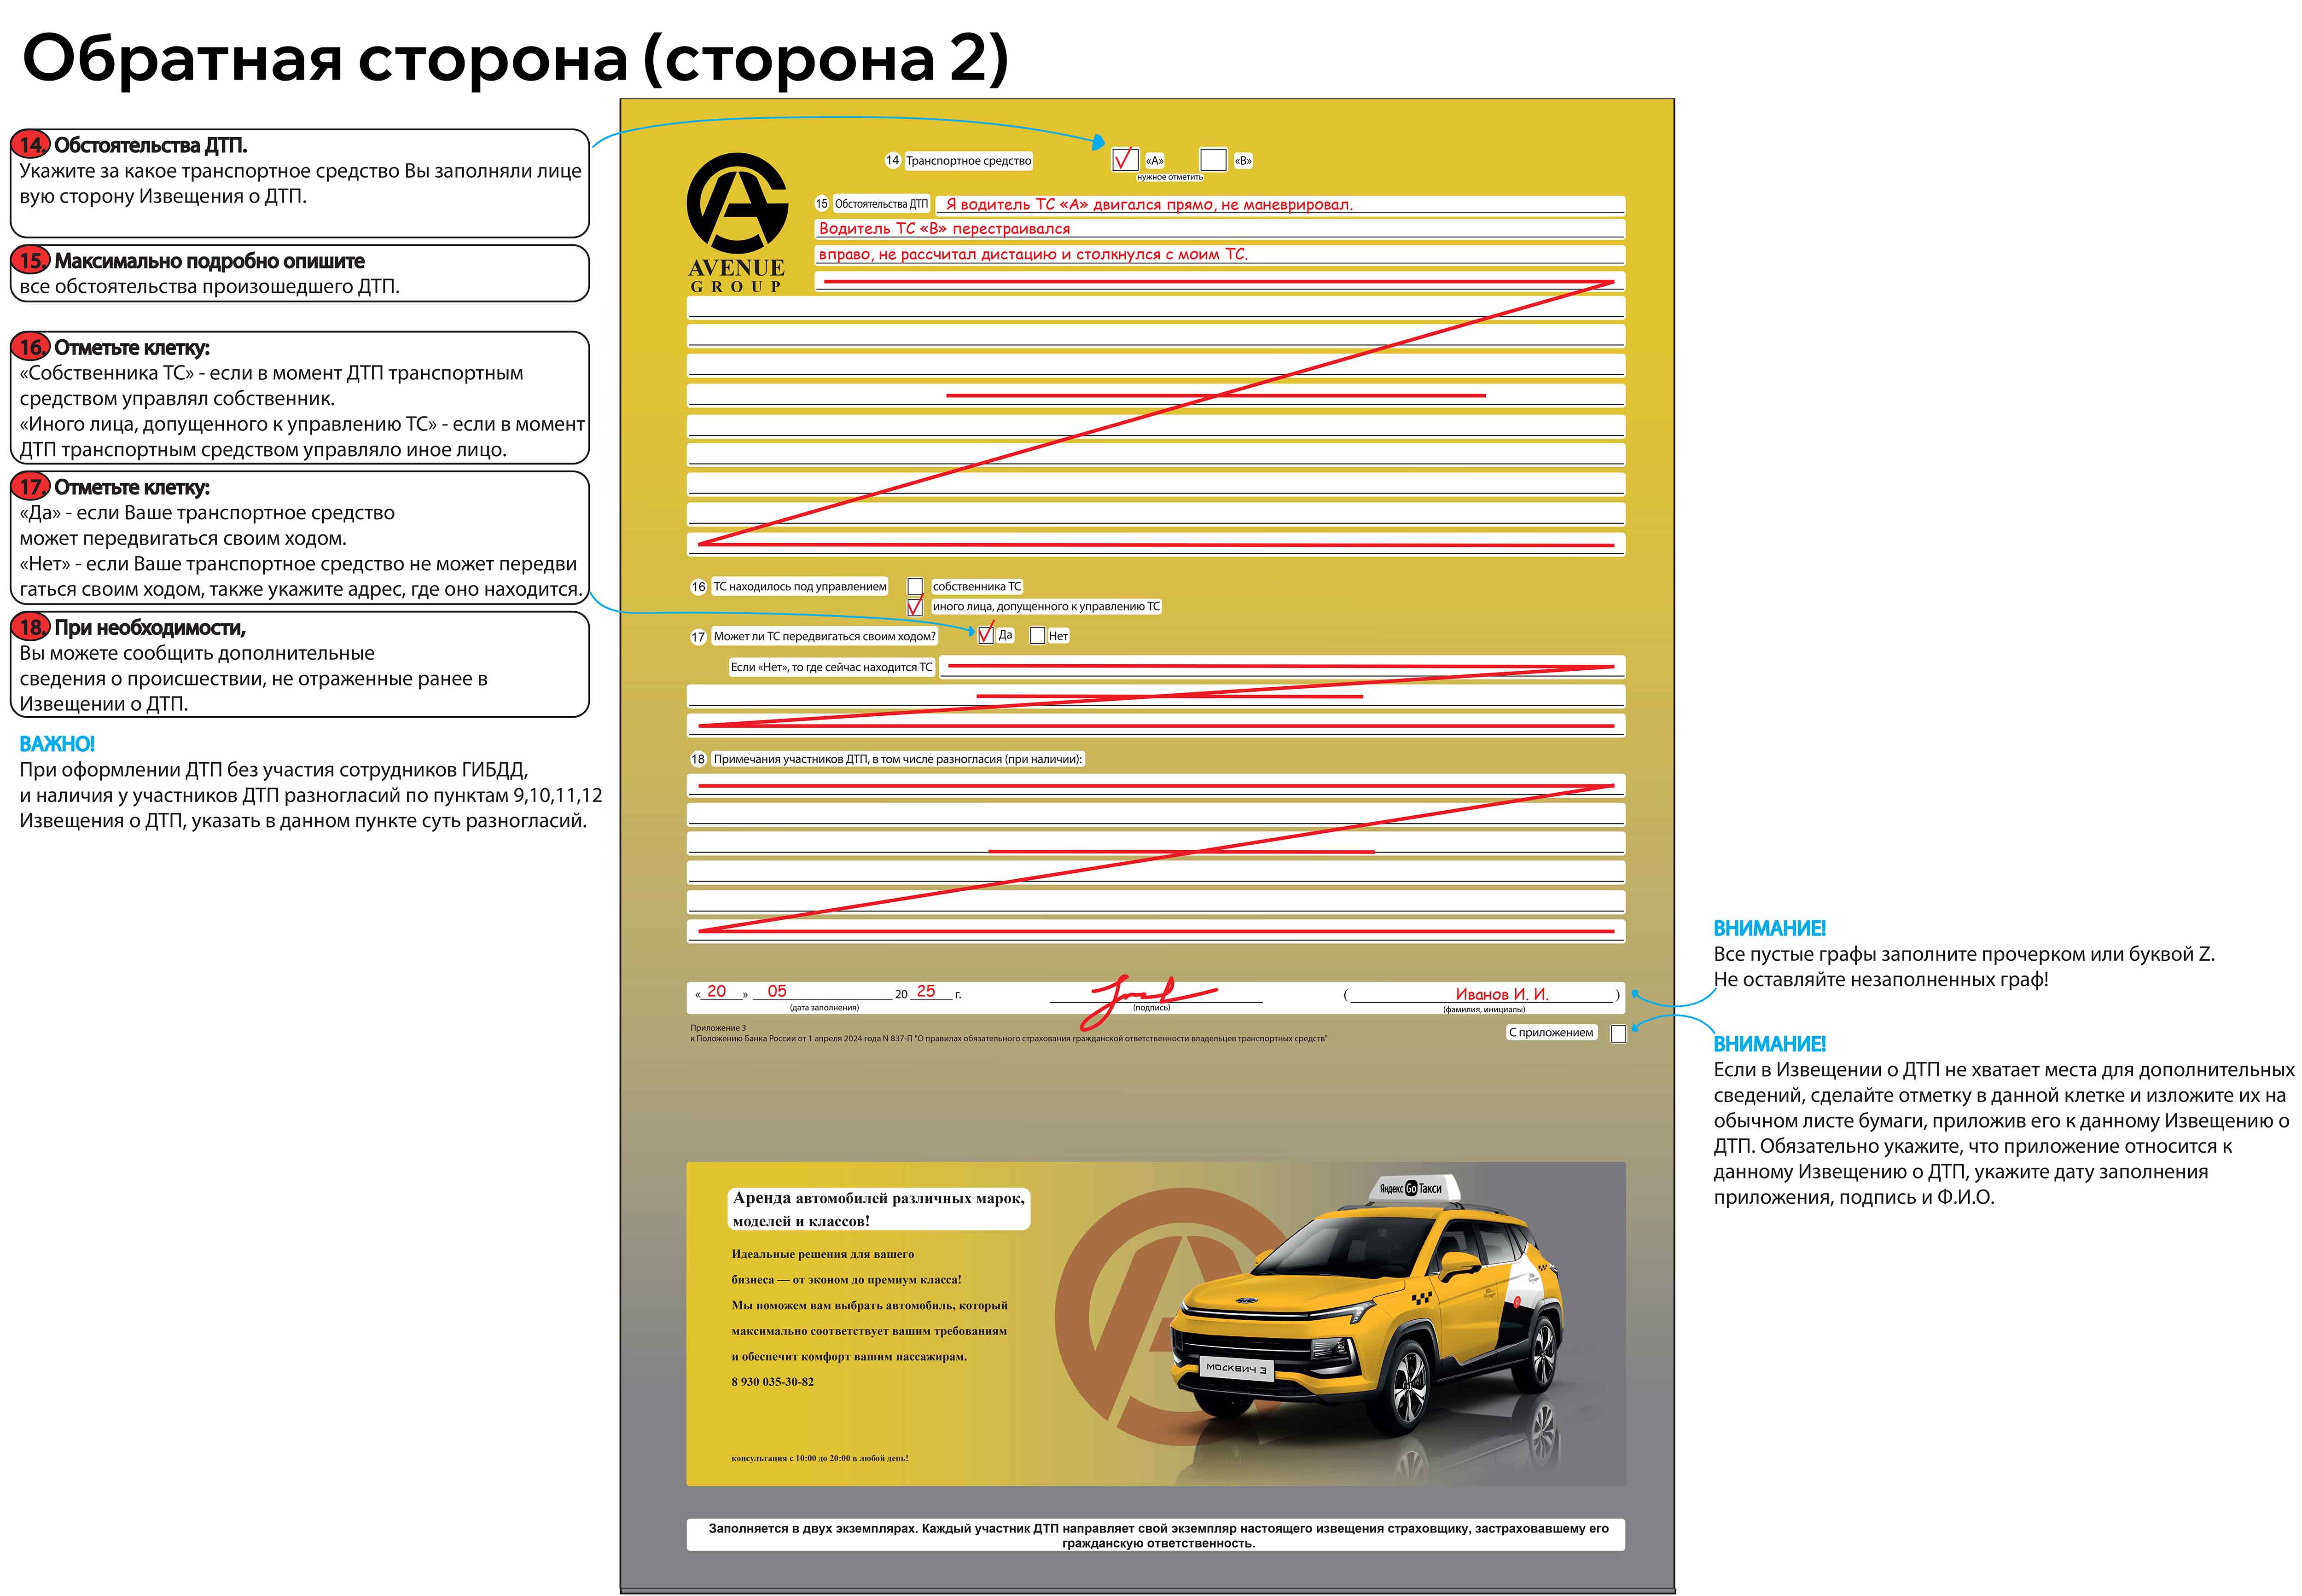 Обратная сторона (сторона 2)
14. Обстоятельства ДТП.
Укажите за какое транспортное средство Вы заполняли лице
вую сторону Извещения о ДТП.
15. Максимально подробно опишите
все обстоятельства произошедшего ДТП.
16. Отметьте клетку:
«Собственника ТС» - если в момент ДТП транспортным
средством управлял собственник.
«Иного лица, допущенного к управлению ТС» - если в момент
ДТП транспортным средством управляло иное лицо.
17. Отметьте клетку:
«Да» - если Ваше транспортное средство
может передвигаться своим ходом.
«Нет» - если Ваше транспортное средство не может передви
гаться своим ходом, также укажите адрес, где оно находится.
18. При необходимости,
Вы можете сообщить дополнительные
сведения о происшествии, не отраженные ранее в
Извещении о ДТП.
ВАЖНО!
При оформлении ДТП без участия сотрудников ГИБДД,
и наличия у участников ДТП разногласий по пунктам 9,10,11,12
Извещения о ДТП, указать в данном пункте суть разногласий.
AVENUE
GROUP
14 Транспортное средство «А» «В»
нужное отметить
15 Обстоятельства ДТП Я водитель ТС «А» двигался прямо, не маневрировал.
Водитель ТС «В» перестраивался
вправо, не рассчитал дистацию и столкнулся с моим ТС.
16 ТС находилось под управлением собственника ТС
иного лица, допущенного к управлению ТС
17 Может ли ТС передвигаться своим ходом? Да Нет
Если «Нет», то где сейчас находится ТС
18 Примечания участников ДТП, в том числе разногласия (при наличии):
« 20 » 05 20 25 г. ( Иванов И. И. )
(дата заполнения) (подпись) (фамилия, инициалы)
Приложение 3
к Положению Банка России от 1 апреля 2024 года N 837-П "О правилах обязательного страхования гражданской ответственности владельцев транспортных средств"
С приложением
Аренда автомобилей различных марок,
моделей и классов!
Идеальные решения для вашего
бизнеса — от эконом до премиум класса!
Мы поможем вам выбрать автомобиль, который
максимально соответствует вашим требованиям
и обеспечит комфорт вашим пассажирам.
8 930 035-30-82
консультация с 10:00 до 20:00 в любой день!
Яндекс Go Такси
МОСКВИЧ 3
Заполняется в двух экземплярах. Каждый участник ДТП направляет свой экземпляр настоящего извещения страховщику, застраховавшему его
гражданскую ответственность.
ВНИМАНИЕ!
Все пустые графы заполните прочерком или буквой Z.
Не оставляйте незаполненных граф!
ВНИМАНИЕ!
Если в Извещении о ДТП не хватает места для дополнительных
сведений, сделайте отметку в данной клетке и изложите их на
обычном листе бумаги, приложив его к данному Извещению о
ДТП. Обязательно укажите, что приложение относится к
данному Извещению о ДТП, укажите дату заполнения
приложения, подпись и Ф.И.О.